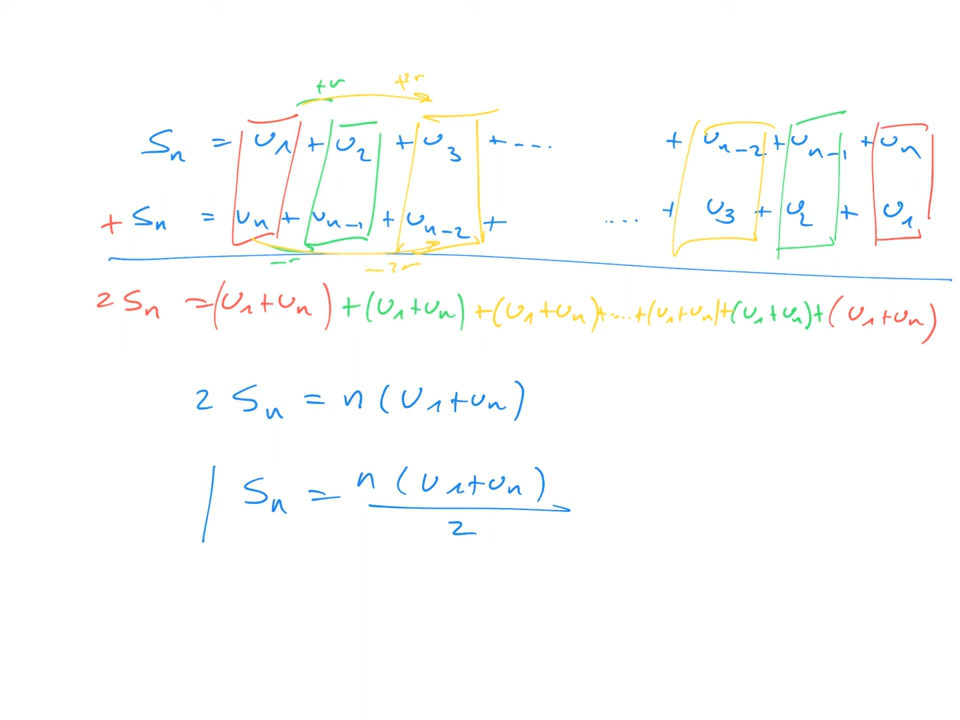 +r +2r
Sn = U1 + U2 + U3 + .... + Un-2 + Un-1 + Un
+ Sn = Un + Un-1 + Un-2 + .... + U3 + U2 + U1
-r -2r
2 Sn = (U1+Un) + (U1+Un) + (U1+Un) + .... + (U1+Un) + (U1+Un) + (U1+Un)
2 Sn = n (U1+Un)
Sn = n (U1+Un)
2